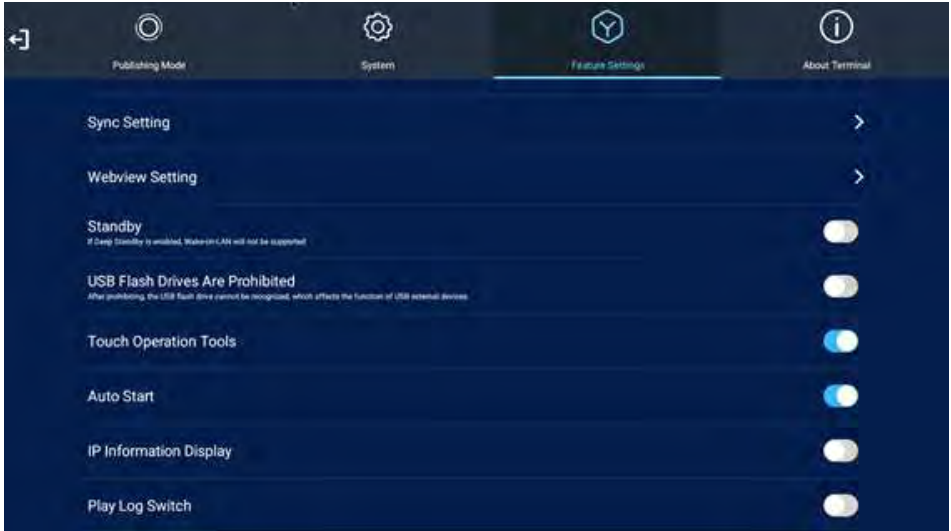 Publishing Mode
System
Feature Settings
About Terminal
Sync Setting
Webview Setting
Standby
If Deep Standby is enabled, Wake-on-LAN will not be supported
USB Flash Drives Are Prohibited
After prohibiting, the USB flash drive cannot be recognized, which affects the function of USB external devices
Touch Operation Tools
Auto Start
IP Information Display
Play Log Switch